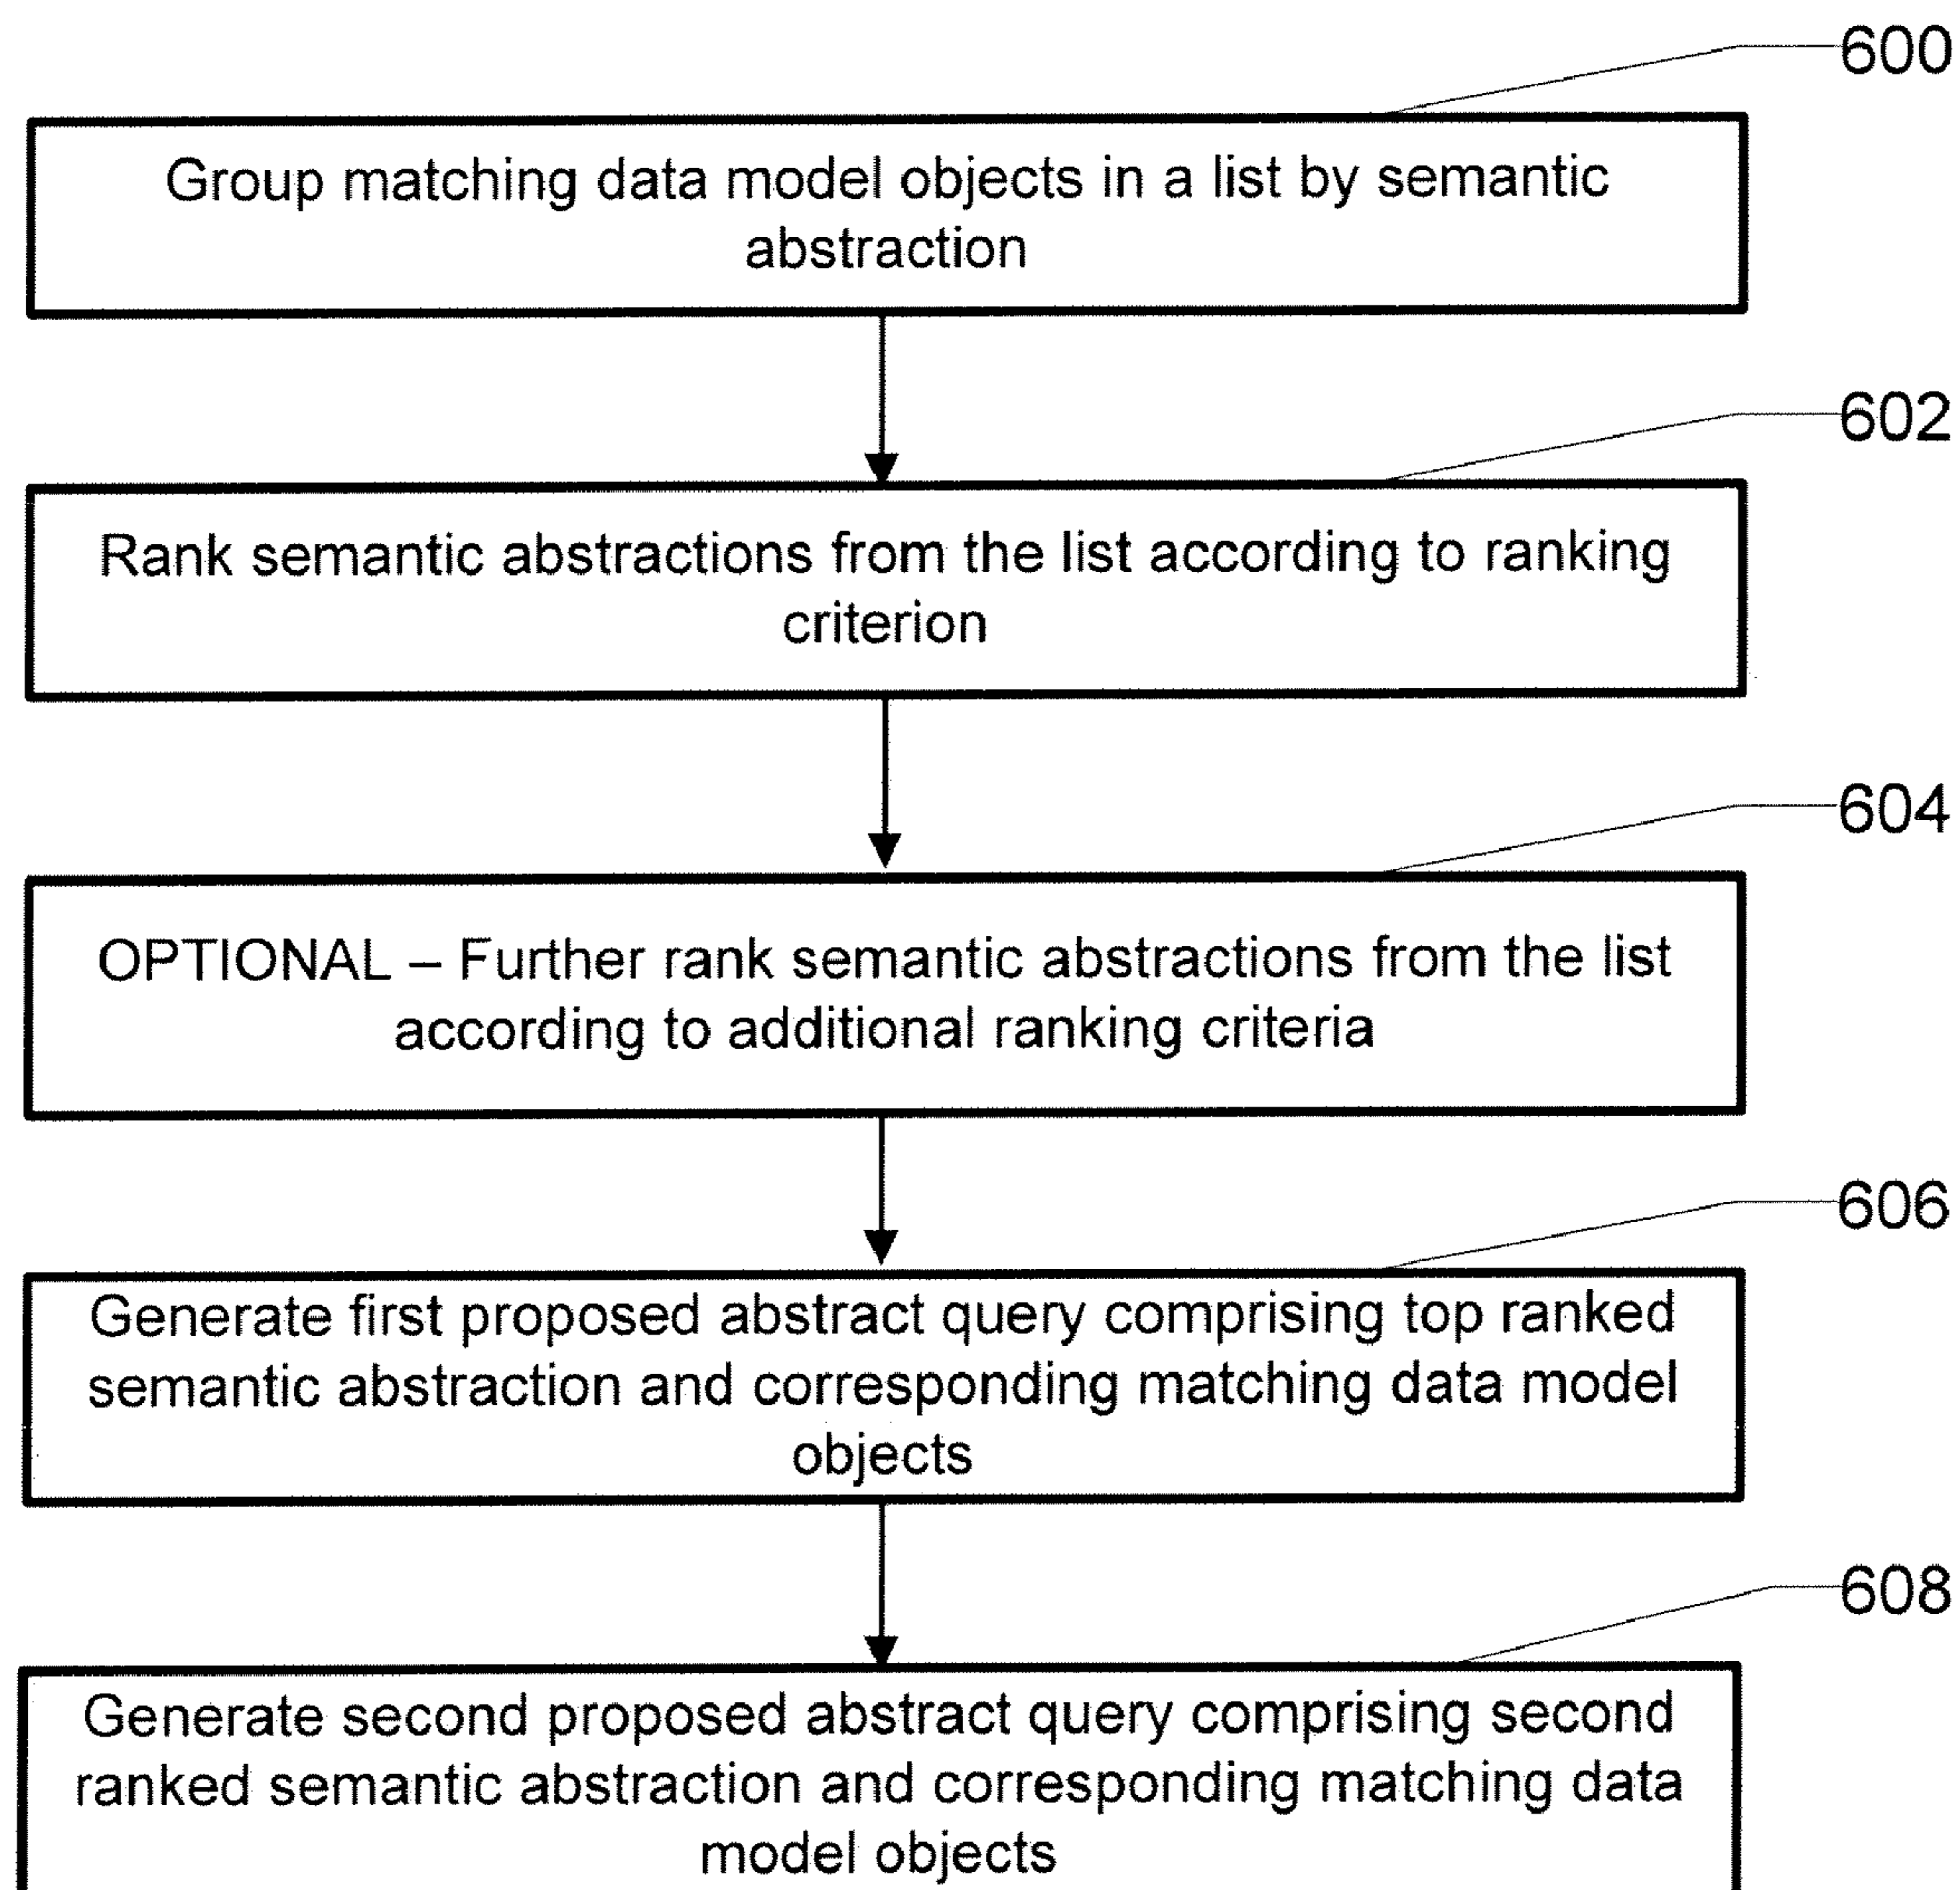 600
Group matching data model objects in a list by semantic
abstraction
602
Rank semantic abstractions from the list according to ranking
criterion
604
OPTIONAL – Further rank semantic abstractions from the list
according to additional ranking criteria
606
Generate first proposed abstract query comprising top ranked
semantic abstraction and corresponding matching data model
objects
608
Generate second proposed abstract query comprising second
ranked semantic abstraction and corresponding matching data
model objects